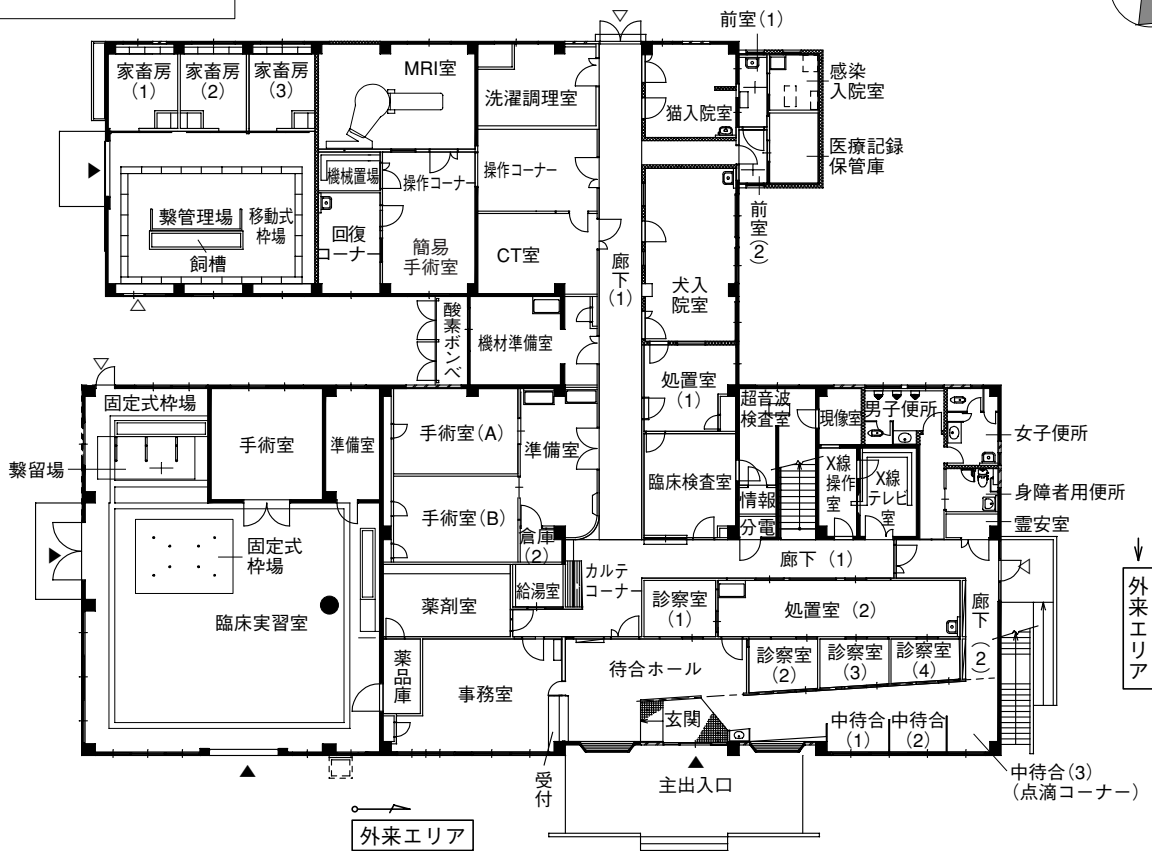 前室(1)
家畜房
(1)
家畜房
(2)
家畜房
(3)
MRI室
洗濯調理室
猫入院室
感染
入院室
医療記録
保管庫
機械置場
操作コーナー
操作コーナー
繋管理場
移動式
枠場
飼槽
回復
コーナー
簡易
手術室
CT室
廊下(1)
犬入
院室
前室(2)
酸素ボンベ
機材準備室
処置室
(1)
超音波
検査室
現像室
男子便所
女子便所
固定式枠場
手術室
準備室
手術室(A)
準備室
繋留場
臨床検査室
X線
操作
室
X線
テレビ
室
身障者用便所
情報
分電
霊安室
手術室(B)
倉庫
(2)
固定式
枠場
カルテ
コーナー
廊下(1)
給湯室
薬剤室
臨床実習室
診察室
(1)
処置室(2)
廊下(2)
外来エリア
薬品庫
事務室
待合ホール
診察室
(2)
診察室
(3)
診察室
(4)
玄関
中待合
(1)
中待合
(2)
受付
主出入口
中待合(3)
(点滴コーナー)
外来エリア